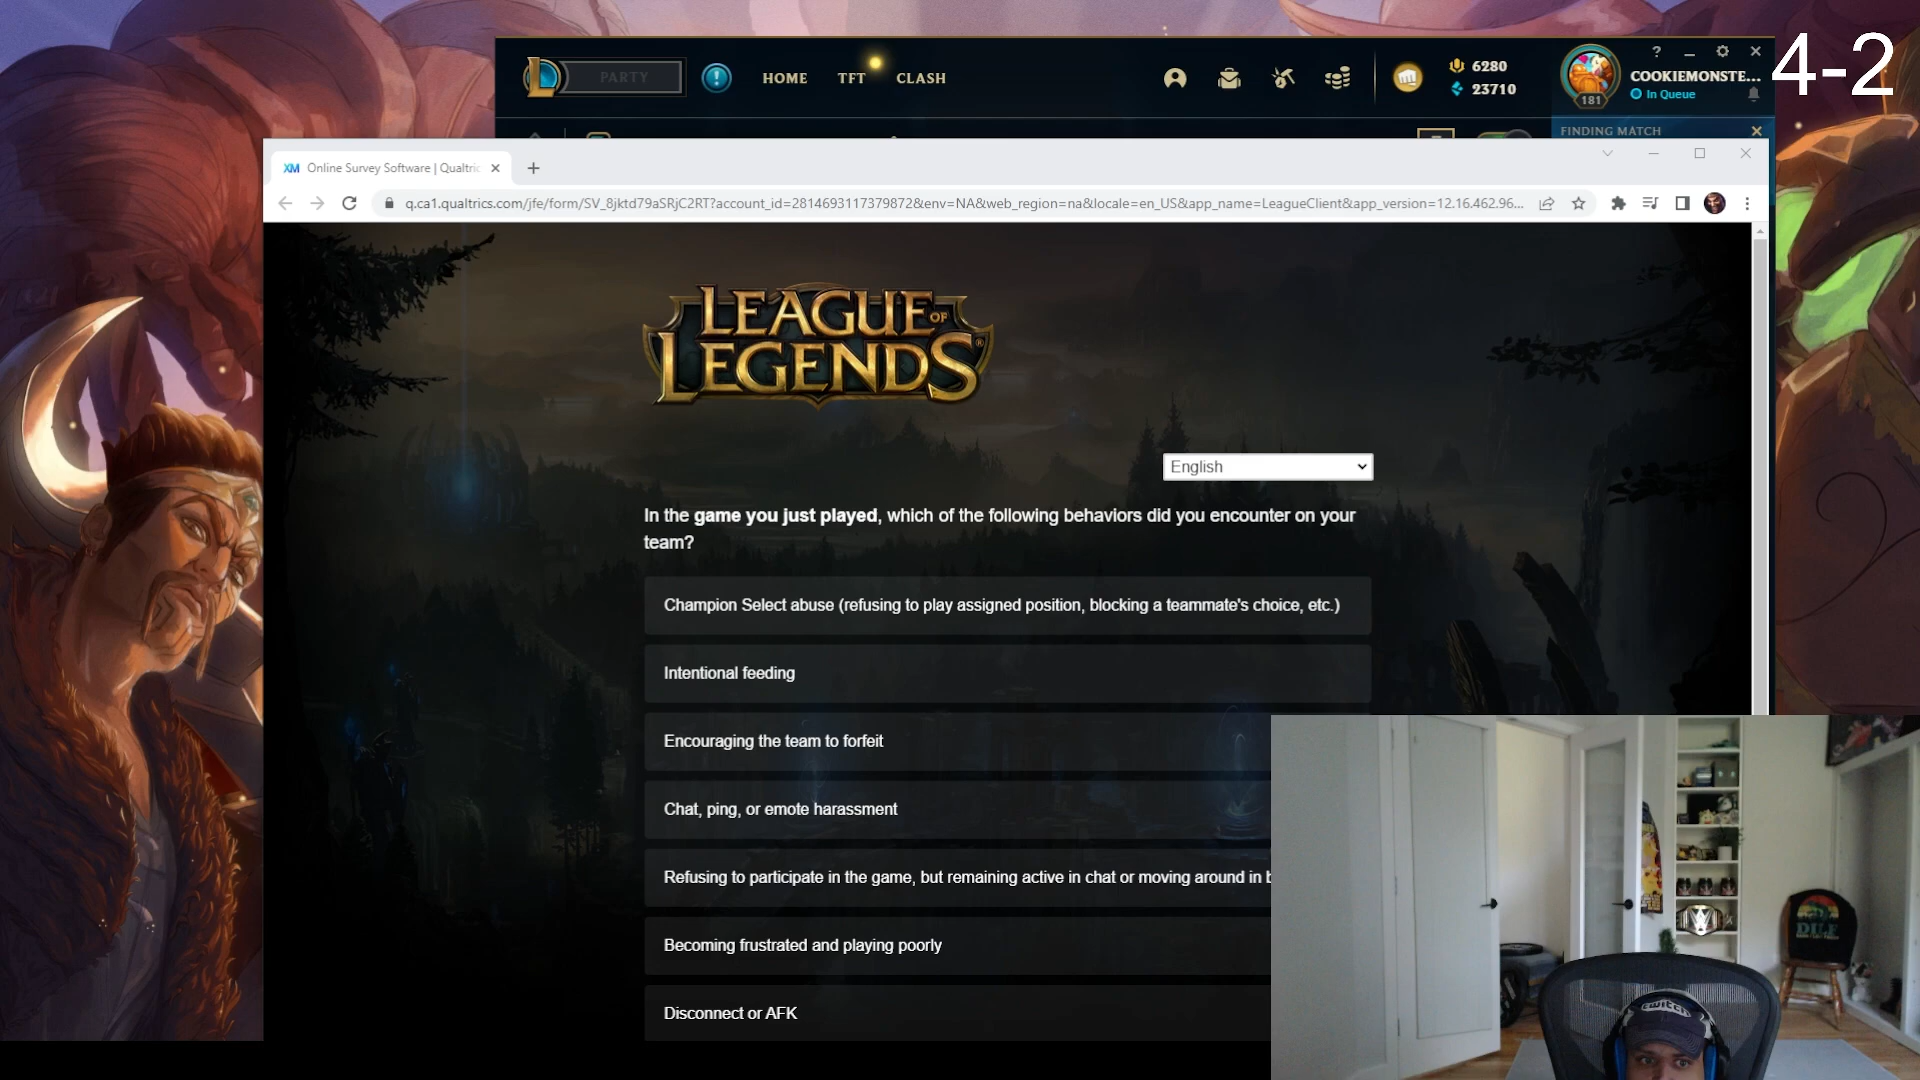 PARTY
HOME
TFT
CLASH
6280
23710
181
COOKIEMONSTE...
In Queue
4-2
FINDING MATCH
XM Online Survey Software | Qualtric
q.ca1.qualtrics.com/jfe/form/SV_8jktd79aSRjC2RT?account_id=2814693117379872&env=NA&web_region=na&locale=en_US&app_name=LeagueClient&app_version=12.16.462.96...
LEAGUE OF
LEGENDS®
English
In the game you just played, which of the following behaviors did you encounter on your
team?
Champion Select abuse (refusing to play assigned position, blocking a teammate's choice, etc.)
Intentional feeding
Encouraging the team to forfeit
Chat, ping, or emote harassment
Refusing to participate in the game, but remaining active in chat or moving around in
Becoming frustrated and playing poorly
Disconnect or AFK
DILF
twitch